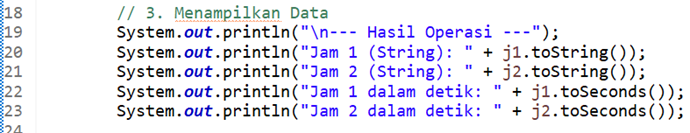 18 // 3. Menampilkan Data
19 System.out.println("\n--- Hasil Operasi ---");
20 System.out.println("Jam 1 (String): " + j1.toString());
21 System.out.println("Jam 2 (String): " + j2.toString());
22 System.out.println("Jam 1 dalam detik: " + j1.toSeconds());
23 System.out.println("Jam 2 dalam detik: " + j2.toSeconds());
24